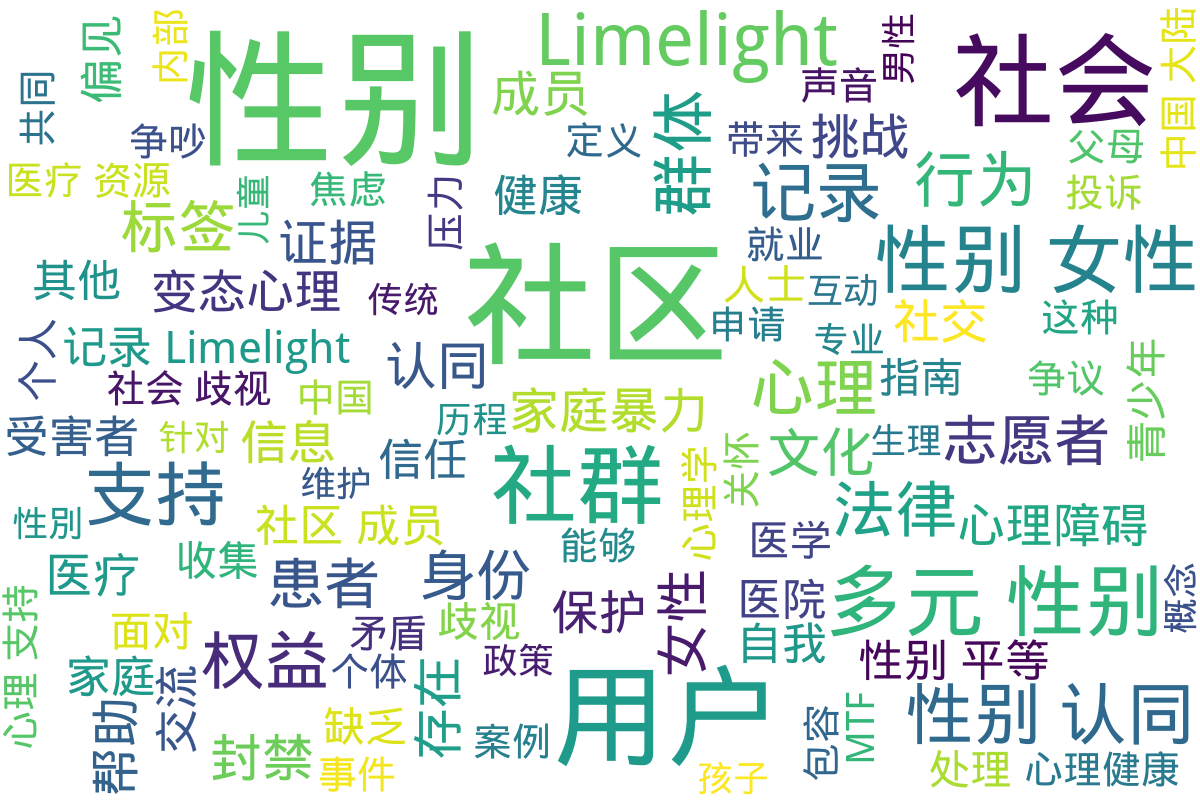 性别
Limelight
社会
中国 大陆
偏见
内部
成员
声音
男性
共同
争吵
定义
群体
带来
挑战
父母
医疗 资源
儿童
焦虑
压力
健康
记录
行为
投诉
标签
证据
社区
就业
性别 女性
其他
变态心理
传统
人士
互动
社交
这种
申请
专业
个人
记录 Limelight
认同
社会 歧视
中国
历程
家庭暴力
心理
指南
争议
青少年
受害者
针对
信息
信任
心理学
关怀
文化
生理
志愿者
支持
维护
社群
性別
社区 成员
法律
心理障碍
医疗
收集
患者
身份
能够
医学
多元 性别
概念
心理 支持
面对
权益
矛盾
歧视
保护
女性
医院
自我
性别 平等
家庭
交流
个体
存在
政策
用户
性别 认同
帮助
封禁
缺乏
事件
案例
孩子
包容
MTF
处理
心理健康